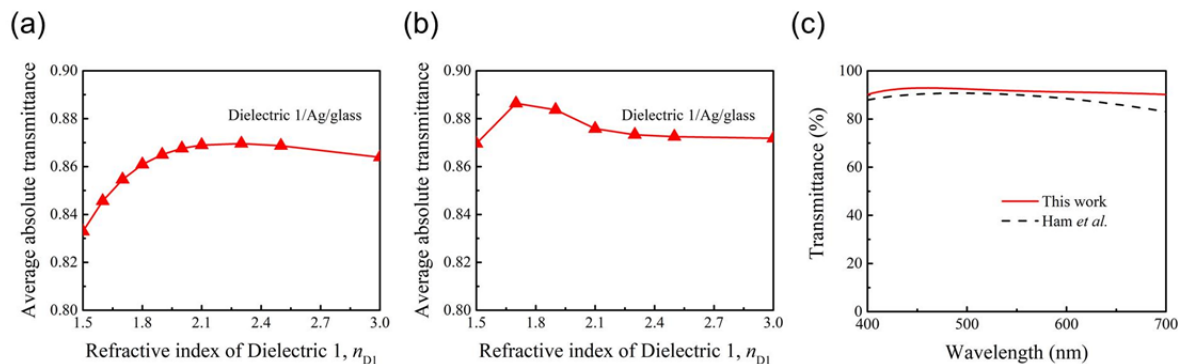 (a)
Average absolute transmittance
0.90
0.88
0.86
0.84
0.82
0.80
Dielectric 1/Ag/glass
1.5 1.8 2.1 2.4 2.7 3.0
Refractive index of Dielectric 1, n_D1
(b)
Average absolute transmittance
0.90
0.88
0.86
0.84
0.82
0.80
Dielectric 1/Ag/glass
1.5 1.8 2.1 2.4 2.7 3.0
Refractive index of Dielectric 1, n_D1
(c)
Transmittance (%)
100
80
60
40
20
0
This work
Ham et al.
400 500 600 700
Wavelength (nm)